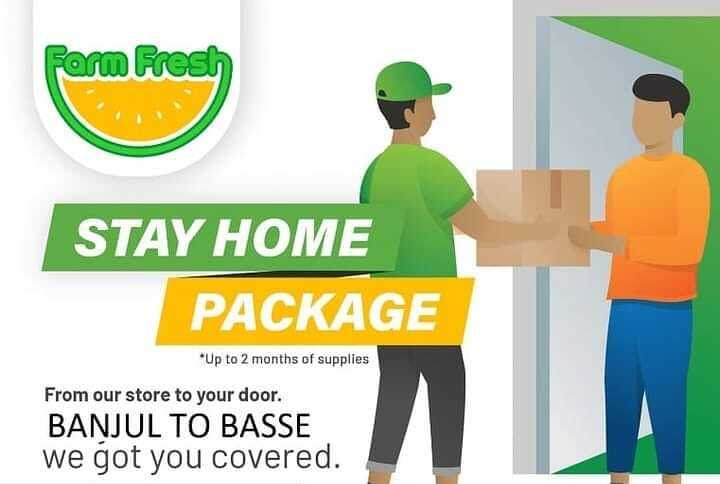 Farm Fresh
STAY HOME
PACKAGE
*Up to 2 months of supplies
From our store to your door.
BANJUL TO BASSE
we got you covered.